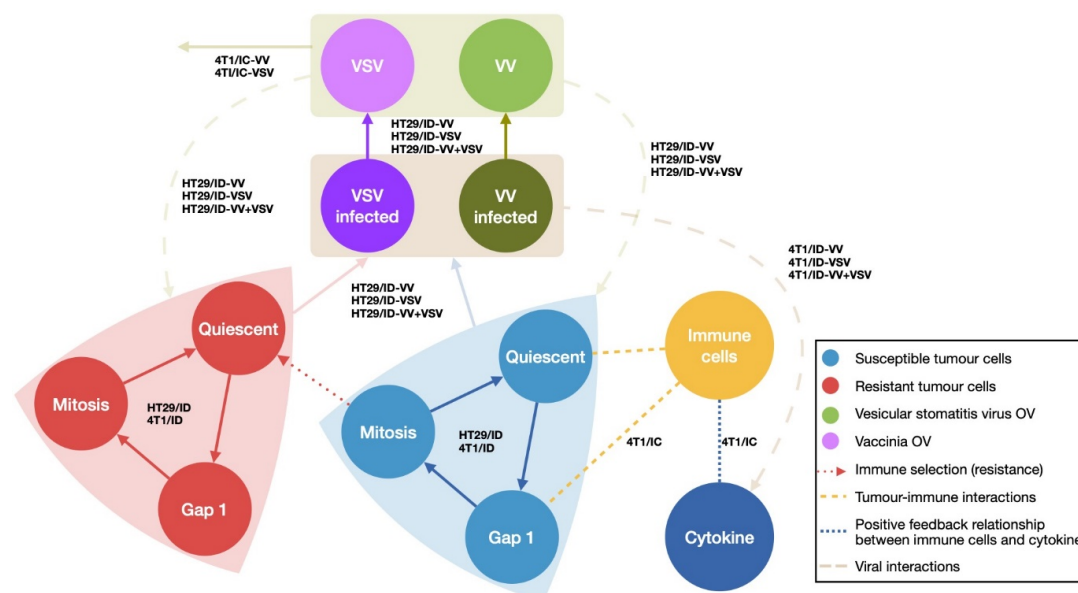 4T1/IC-VV
4TI/IC-VSV
VSV
VV
HT29/ID-VV
HT29/ID-VSV
HT29/ID-VV+VSV
HT29/ID-VV
HT29/ID-VSV
HT29/ID-VV+VSV
HT29/ID-VV
HT29/ID-VSV
HT29/ID-VV+VSV
VSV
infected
VV
infected
4T1/ID-VV
4T1/ID-VSV
4T1/ID-VV+VSV
HT29/ID-VV
HT29/ID-VSV
HT29/ID-VV+VSV
Quiescent
Mitosis
HT29/ID
4T1/ID
Gap 1
Quiescent
Mitosis
HT29/ID
4T1/ID
Gap 1
Immune
cells
4T1/IC
4T1/IC
Cytokine
Susceptible tumour cells
Resistant tumour cells
Vesicular stomatitis virus OV
Vaccinia OV
Immune selection (resistance)
Tumour-immune interactions
Positive feedback relationship
between immune cells and cytokine
Viral interactions